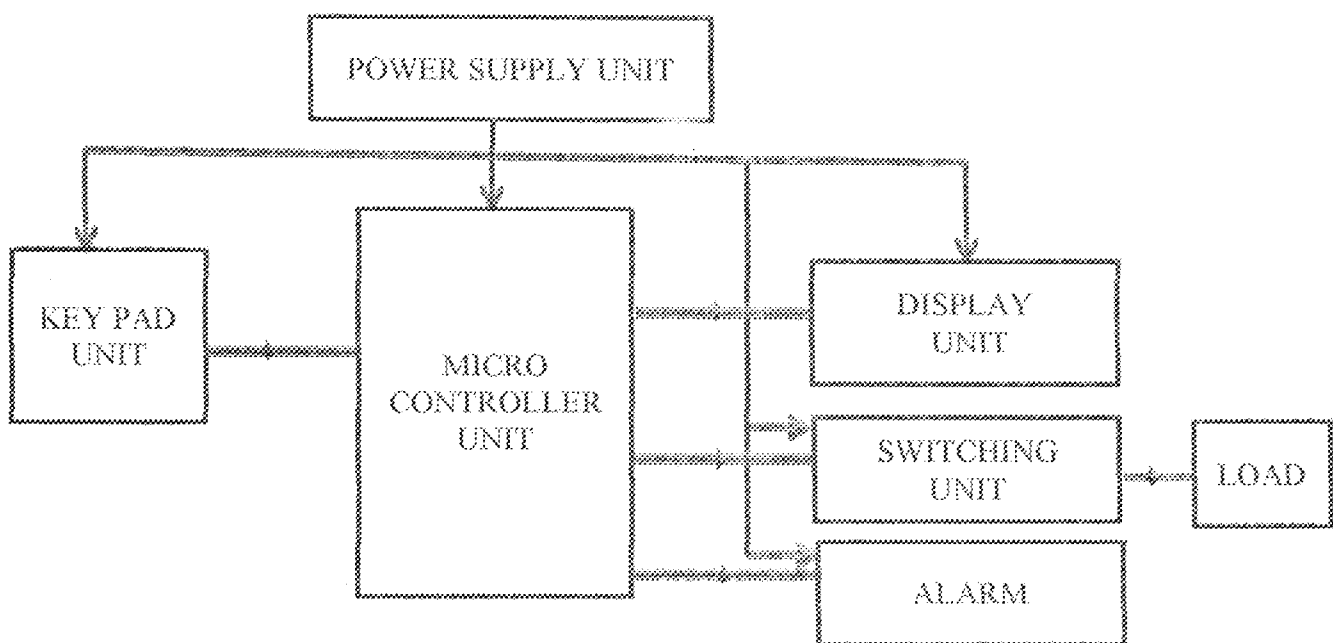 POWER SUPPLY UNIT
KEY PAD
UNIT
MICRO
CONTROLLER
UNIT
DISPLAY
UNIT
SWITCHING
UNIT
LOAD
ALARM